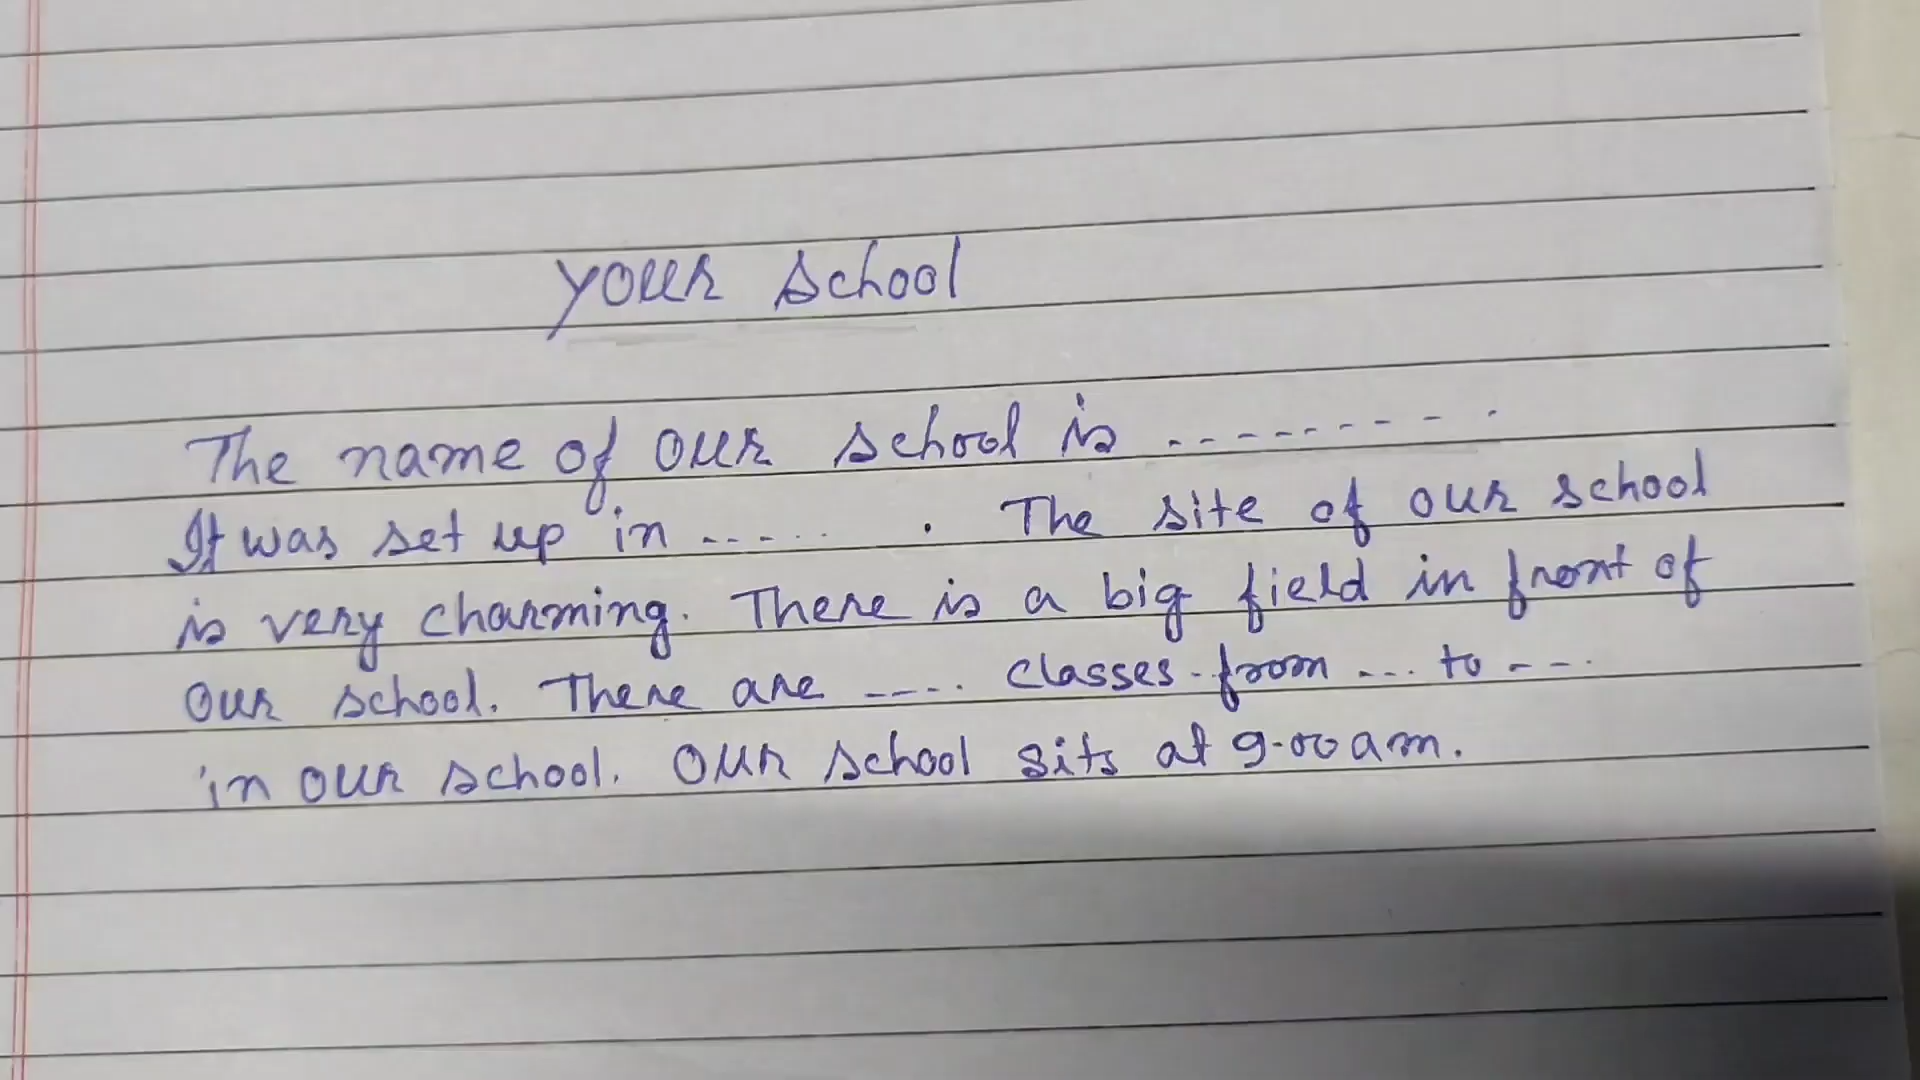 Your School
The name of our school is ..........
It was set up in ...... . The site of our school
is very charming. There is a big field in front of
our school. There are ..... classes from ... to ....
in our school. Our school sits at 9.00 am.